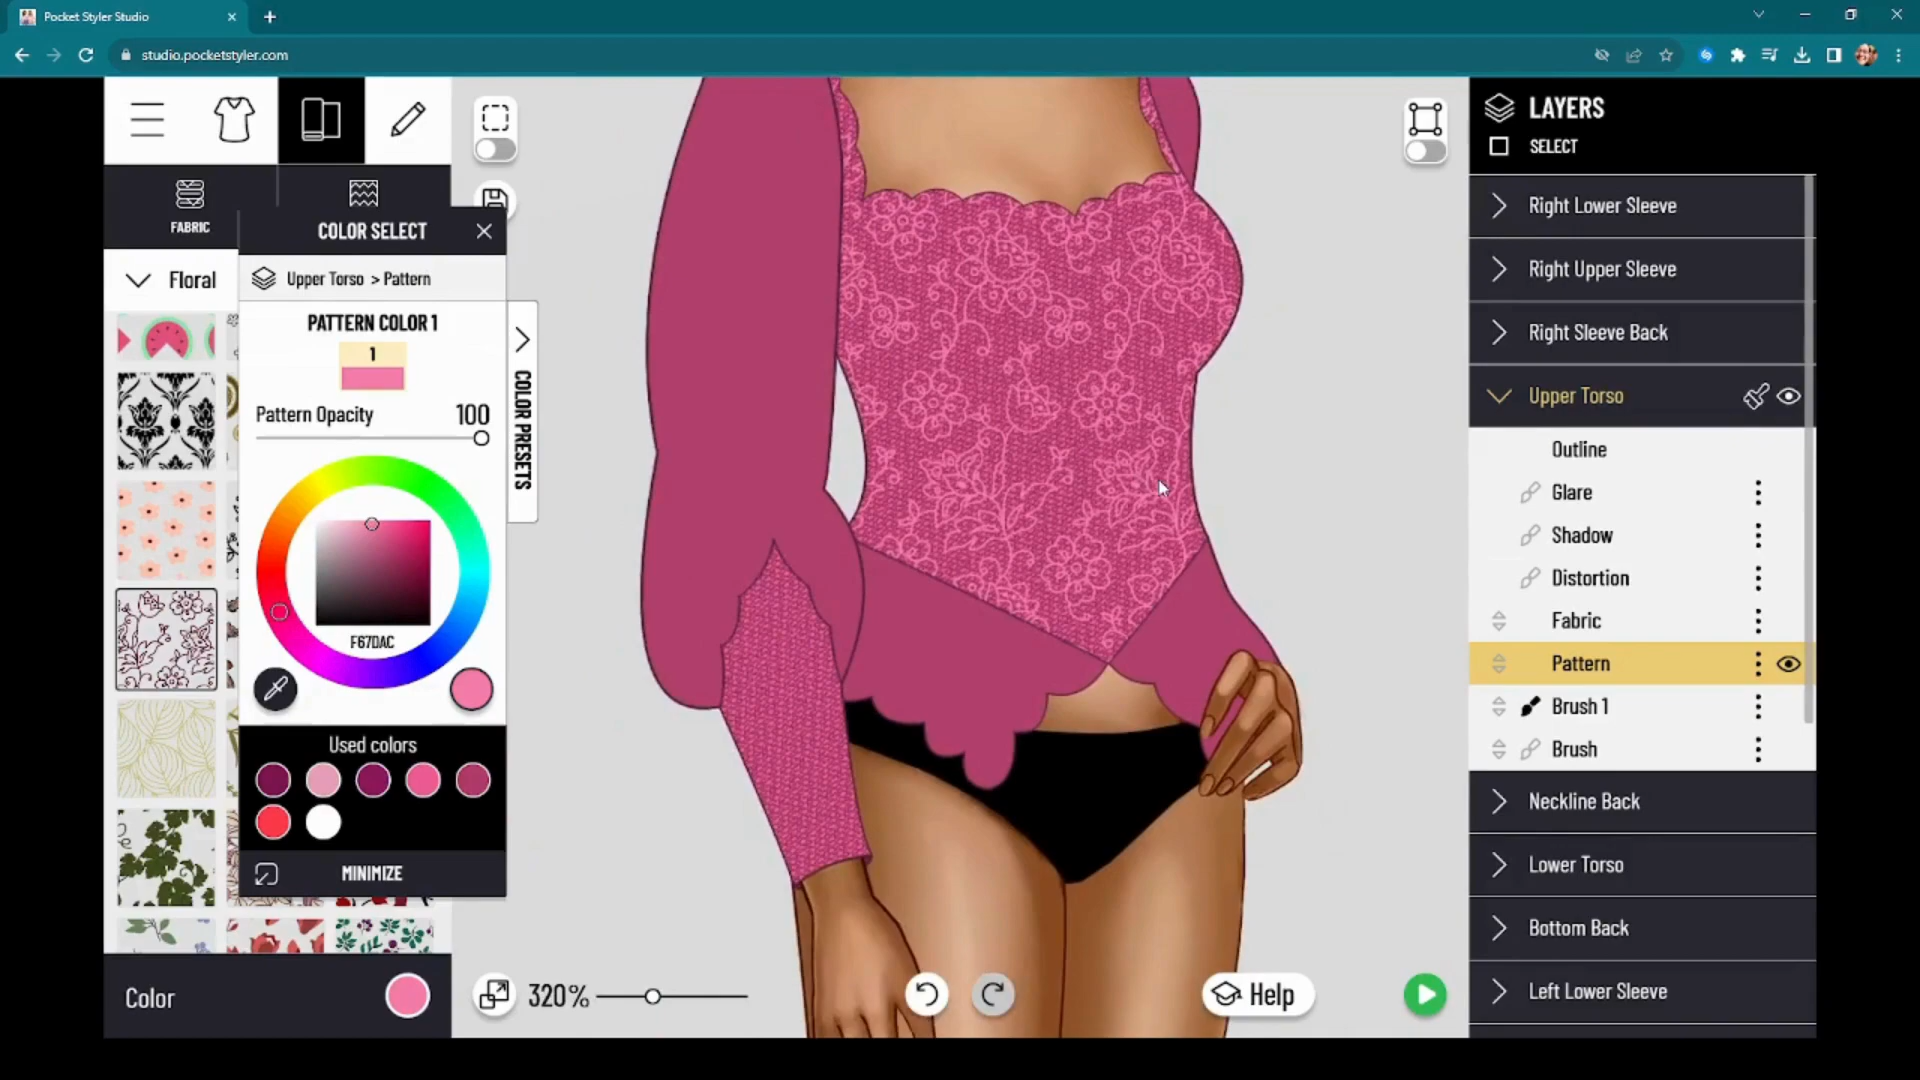 Pocket Styler Studio
studio.pocketstyler.com
FABRIC
Floral
COLOR SELECT
Upper Torso > Pattern
PATTERN COLOR 1
1
Pattern Opacity 100
COLOR PRESETS
F67DAC
Used colors
MINIMIZE
Color
320%
Help
LAYERS
SELECT
Right Lower Sleeve
Right Upper Sleeve
Right Sleeve Back
Upper Torso
Outline
Glare
Shadow
Distortion
Fabric
Pattern
Brush 1
Brush
Neckline Back
Lower Torso
Bottom Back
Left Lower Sleeve